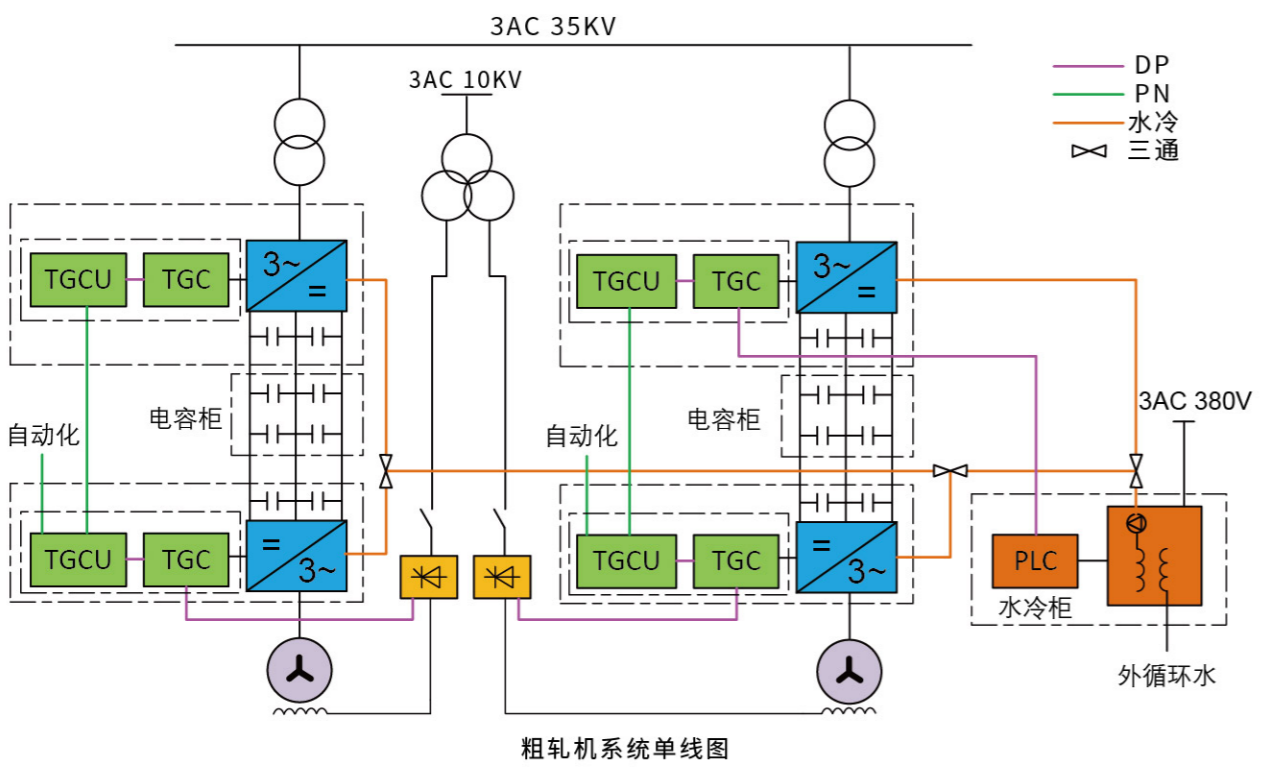 3AC 35KV
3AC 10KV
DP
PN
水冷
三通
TGCU
TGC
3~
=
TGCU
TGC
3~
=
电容柜
自动化
电容柜
自动化
3AC 380V
TGCU
TGC
=
3~
TGCU
TGC
=
3~
PLC
水冷柜
外循环水
粗轧机系统单线图